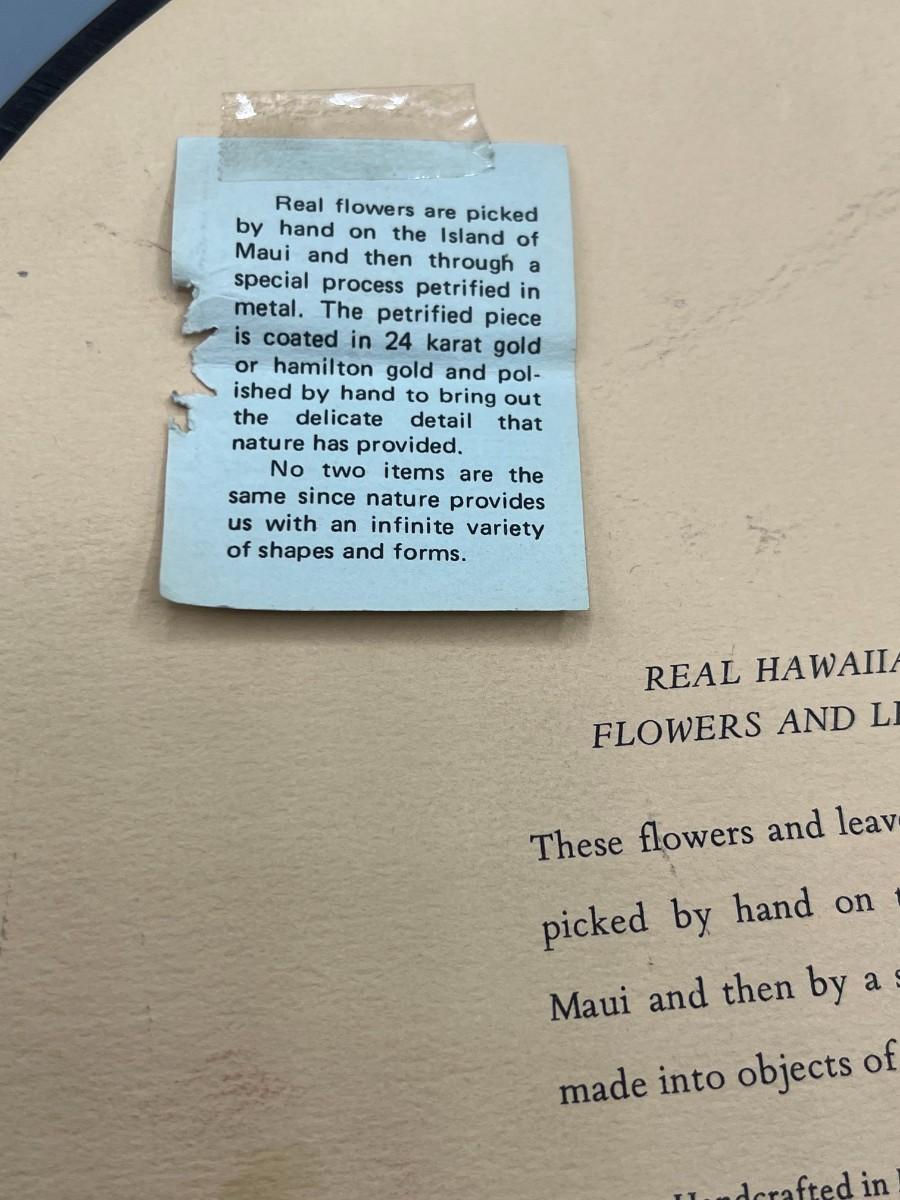 Real flowers are picked
by hand on the Island of
Maui and then through a
special process petrified in
metal. The petrified piece
is coated in 24 karat gold
or hamilton gold and pol-
ished by hand to bring out
the delicate detail that
nature has provided.
No two items are the
same since nature provides
us with an infinite variety
of shapes and forms.
REAL
FLOWERS AND
These flowers and
picked by hand on
Maui and then by a
made into objects of
Handcrafted in